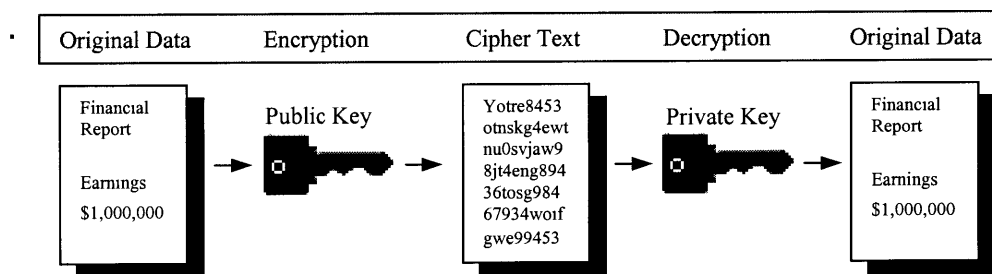 Original Data Encryption Cipher Text Decryption Original Data
Financial
Report
Earnings
$1,000,000
Public Key
Yotre8453
otnskg4ewt
nu0svjaw9
8jt4eng894
36tosg984
67934woıf
gwe99453
Private Key
Financial
Report
Earnings
$1,000,000